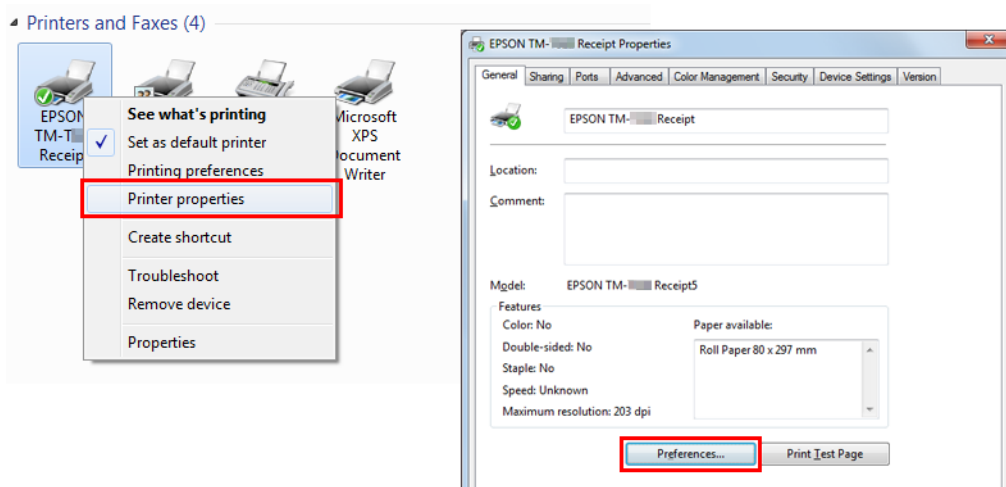 Printers and Faxes (4)
EPSON
TM-T
Receip
Microsoft
XPS
Document
Writer
See what's printing
Set as default printer
Printing preferences
Printer properties
Create shortcut
Troubleshoot
Remove device
Properties
EPSON TM- Receipt Properties
General Sharing Ports Advanced Color Management Security Device Settings Version
EPSON TM- Receipt
Location:
Comment:
Model: EPSON TM- Receipt5
Features
Color: No
Paper available:
Double-sided: No
Roll Paper 80 x 297 mm
Staple: No
Speed: Unknown
Maximum resolution: 203 dpi
Preferences... Print Test Page